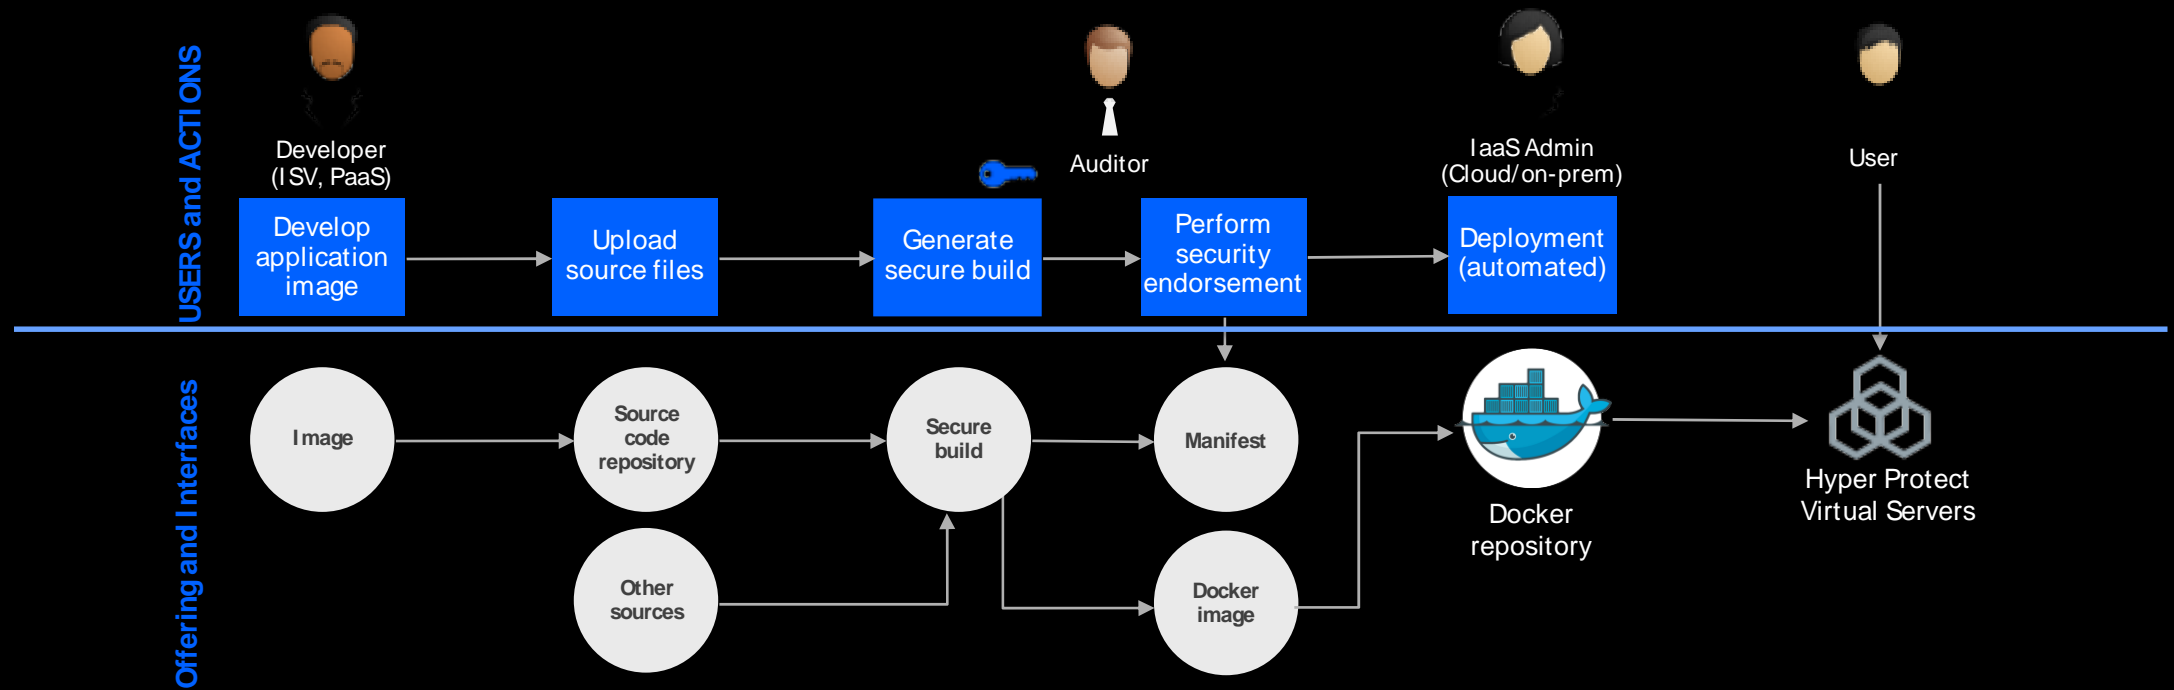 USERS and ACTIONS
Developer
(ISV, PaaS)
Auditor
IaaS Admin
(Cloud/on-prem)
User
Develop
application
image
Upload
source files
Generate
secure build
Perform
security
endorsement
Deployment
(automated)
Offering and Interfaces
Image
Source
code
repository
Secure
build
Manifest
Other
sources
Docker
image
Docker
repository
Hyper Protect
Virtual Servers